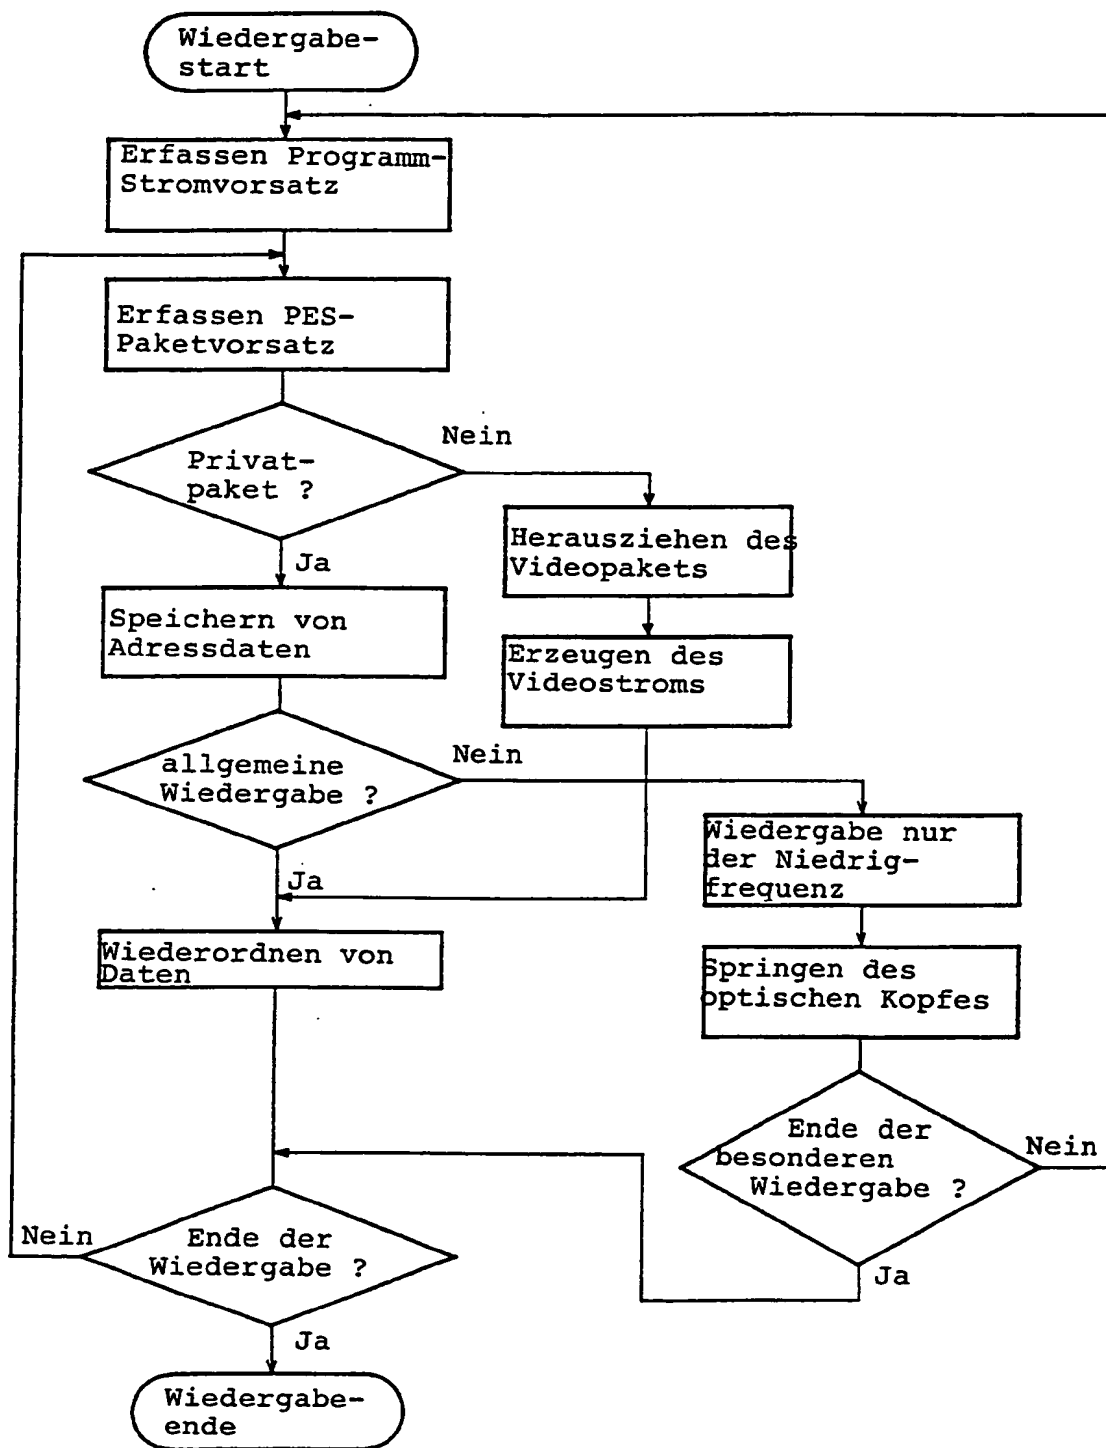 Wiedergabe-
start
Erfassen Programm-
Stromvorsatz
Erfassen PES-
Paketvorsatz
Privat-
paket ?
Nein
Ja
Herausziehen des
Videopakets
Speichern von
Adressdaten
Erzeugen des
Videostroms
allgemeine
Wiedergabe ?
Nein
Ja
Wiedergabe nur
der Niedrig-
frequenz
Wiederordnen von
Daten
Springen des
optischen Kopfes
Ende der
besonderen
Wiedergabe ?
Nein
Ja
Ende der
Wiedergabe ?
Nein
Ja
Wiedergabe-
ende